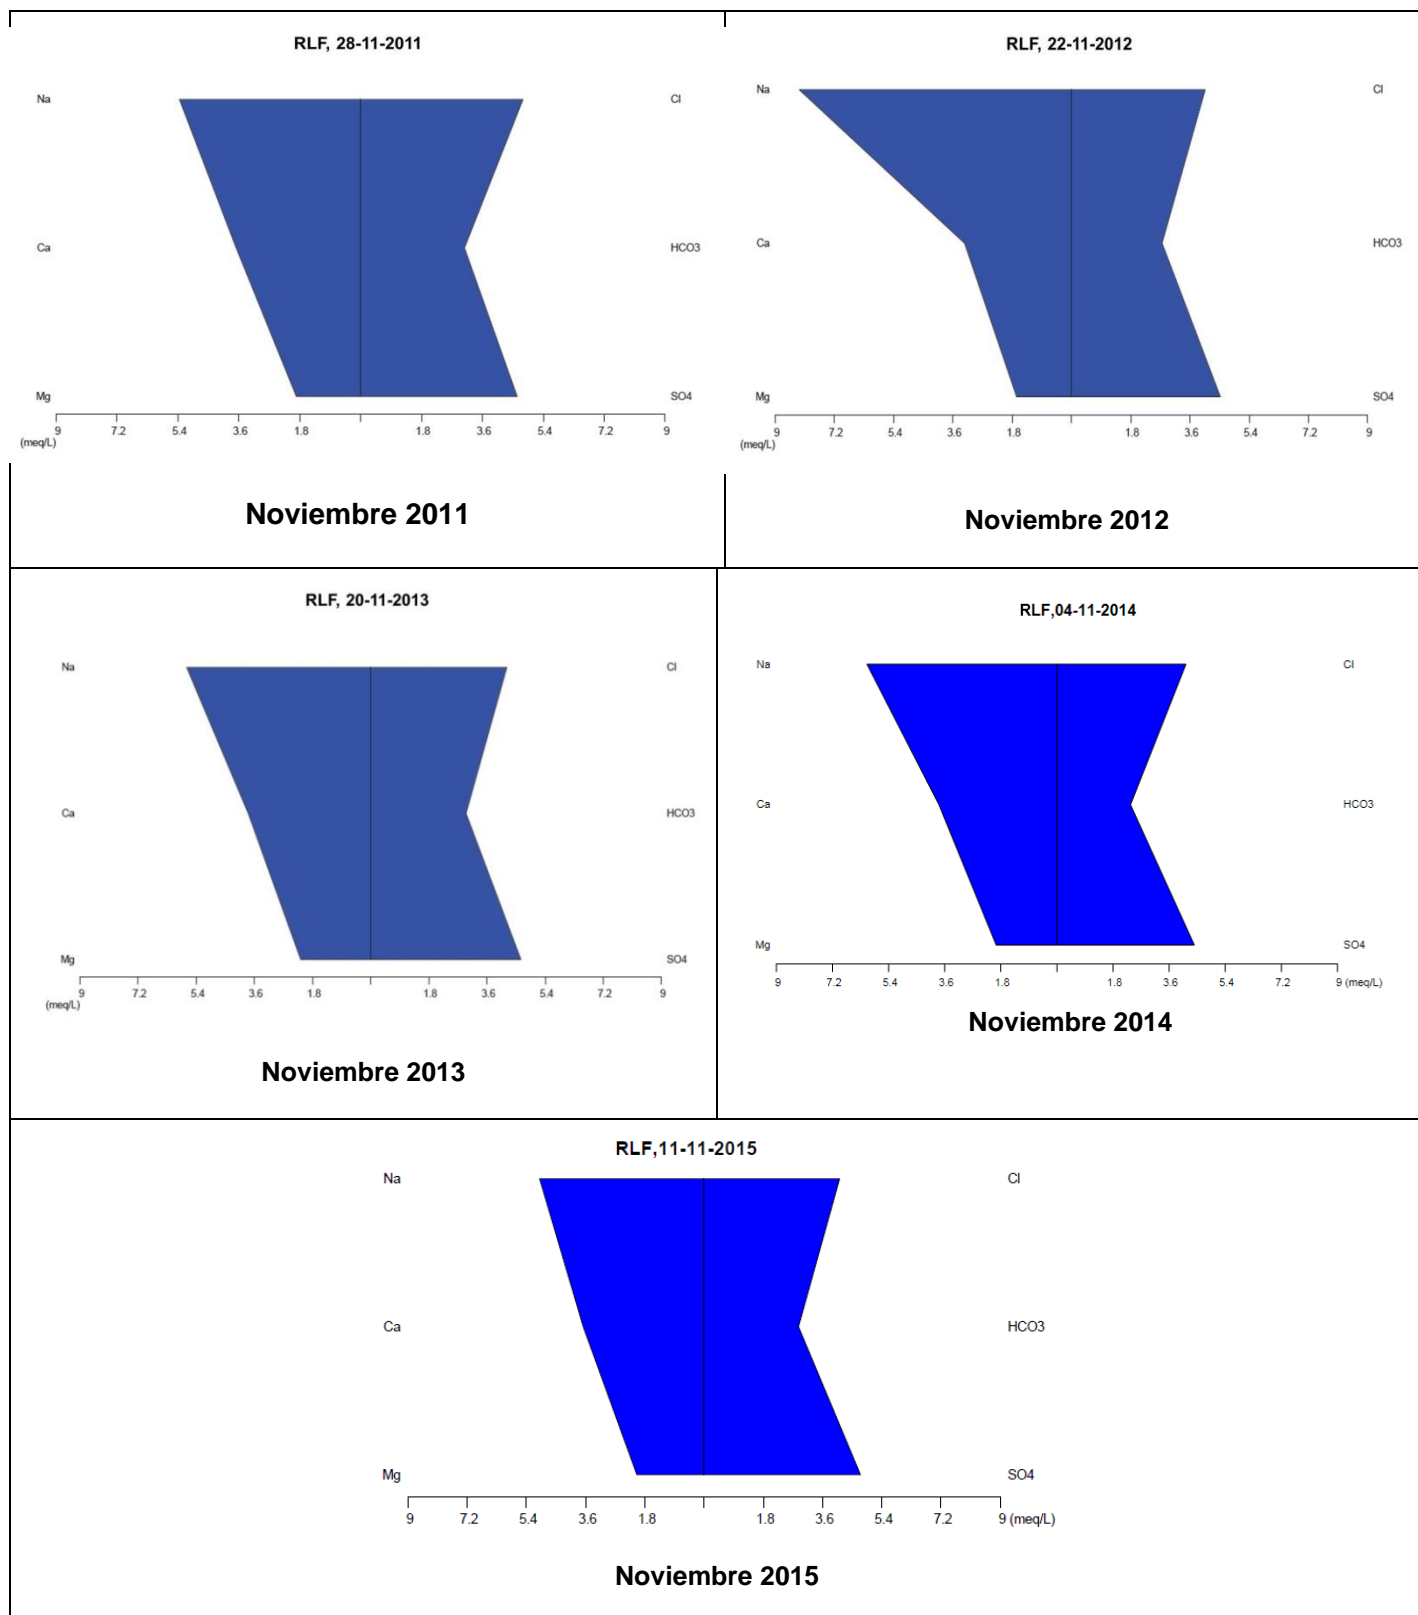 RLF, 28-11-2011
Na Cl
Ca HCO3
Mg SO4
9 7.2 5.4 3.6 1.8 1.8 3.6 5.4 7.2 9
(meq/L)
Noviembre 2011
RLF, 22-11-2012
Na Cl
Ca HCO3
Mg SO4
9 7.2 5.4 3.6 1.8 1.8 3.6 5.4 7.2 9
(meq/L)
Noviembre 2012
RLF, 20-11-2013
Na Cl
Ca HCO3
Mg SO4
9 7.2 5.4 3.6 1.8 1.8 3.6 5.4 7.2 9
(meq/L)
Noviembre 2013
RLF,04-11-2014
Na Cl
Ca HCO3
Mg SO4
9 7.2 5.4 3.6 1.8 1.8 3.6 5.4 7.2 9 (meq/L)
Noviembre 2014
RLF,11-11-2015
Na Cl
Ca HCO3
Mg SO4
9 7.2 5.4 3.6 1.8 1.8 3.6 5.4 7.2 9 (meq/L)
Noviembre 2015